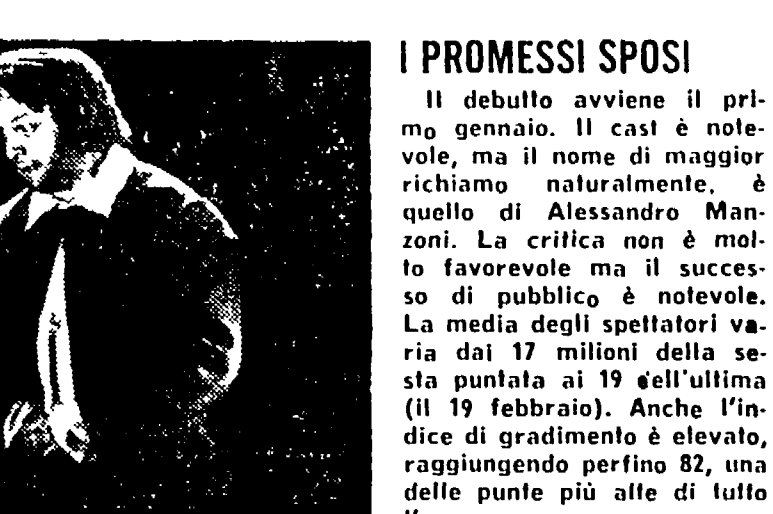 I PROMESSI SPOSI
Il debutto avviene il pri-
mo gennaio. Il cast è note-
vole, ma il nome di maggior
richiamo naturalmente, è
quello di Alessandro Man-
zoni. La critica non è mol-
to favorevole ma il succes-
so di pubblico è notevole.
La media degli spettatori va-
ria dai 17 milioni della se-
sta puntata ai 19 dell'ultima
(il 19 febbraio). Anche l'in-
dice di gradimento è elevato,
raggiungendo perfino 82, una
delle punte più alte di tutto